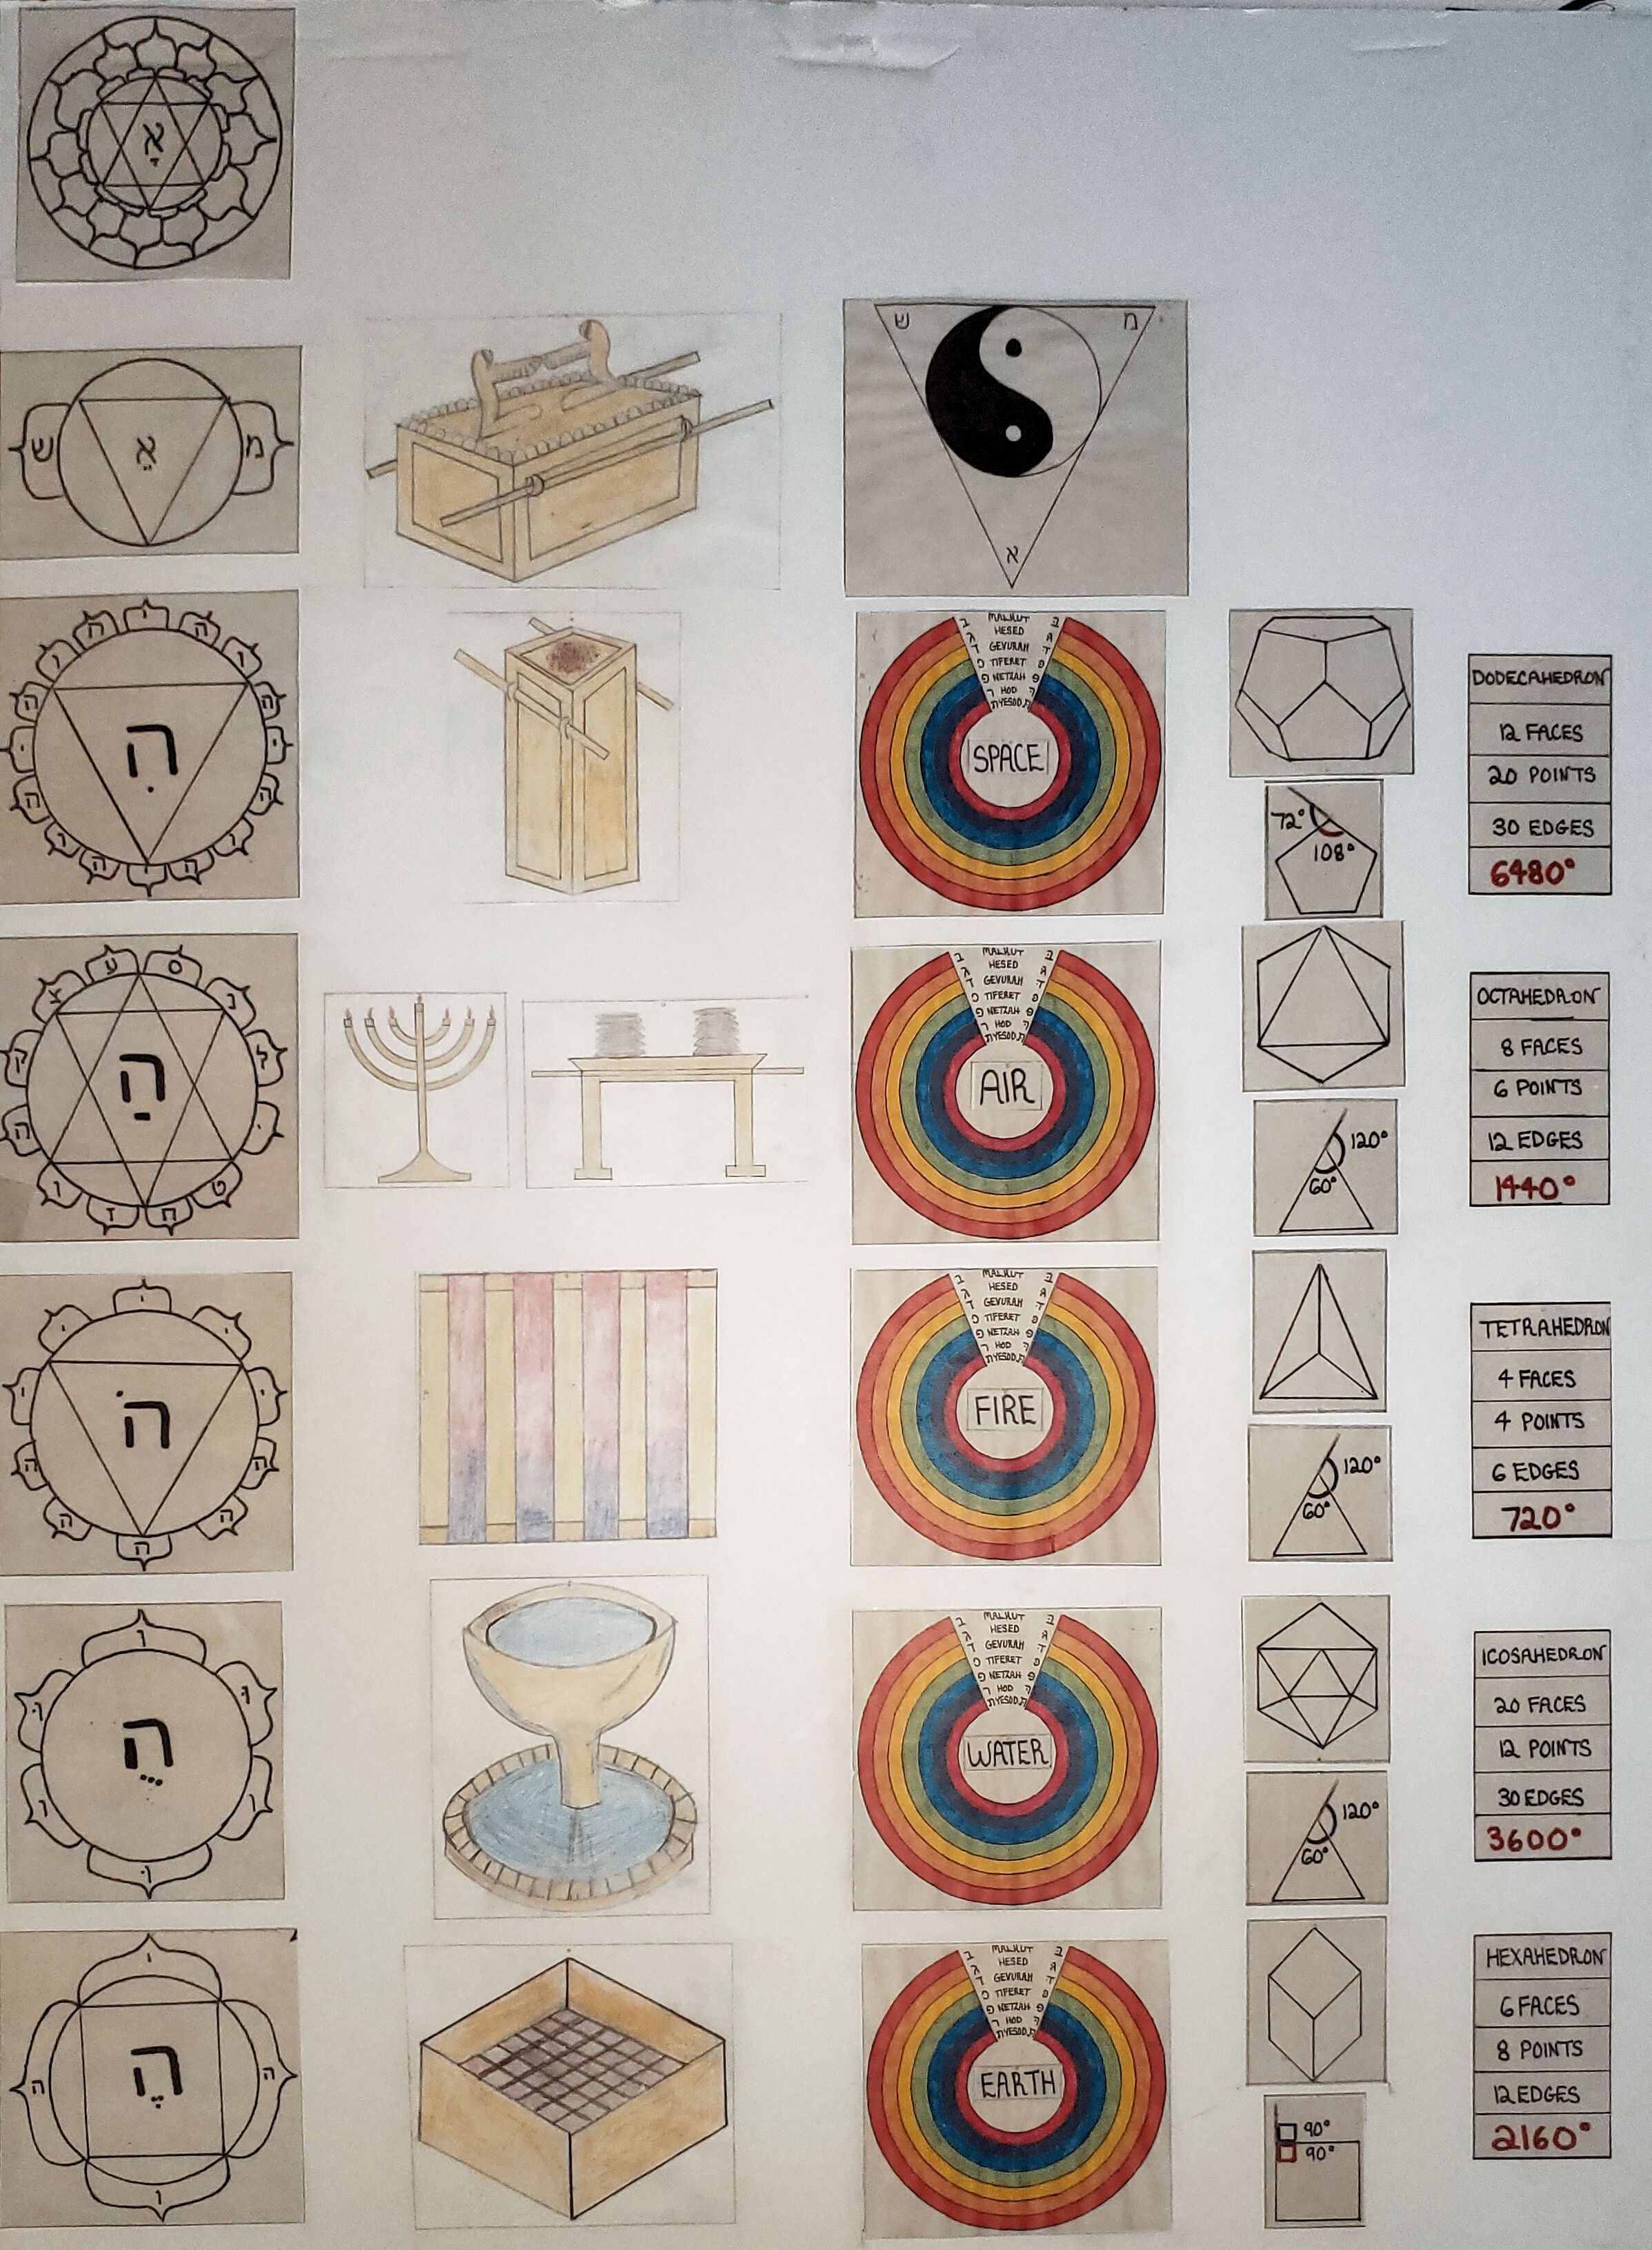 אָ
ש
אֵ
מ
ש
מ
א
הִ
MALKUT
HESED
GEVURAH
TIFERET
NETZAH
HOD
YESOD
SPACE
72°
108°
DODECAHEDRON
12 FACES
20 POINTS
30 EDGES
6480°
ע
ס
צ
נ
ק
ל
ה
י
ו
ט
ז
ח
הַ
MALKUT
HESED
GEVURAH
TIFERET
NETZAH
HOD
YESOD
AIR
120°
60°
OCTAHEDRON
8 FACES
6 POINTS
12 EDGES
1440°
הֹ
MALKUT
HESED
GEVURAH
TIFERET
NETZAH
HOD
YESOD
FIRE
120°
60°
TETRAHEDRON
4 FACES
4 POINTS
6 EDGES
720°
הֻ
MALKUT
HESED
GEVURAH
TIFERET
NETZAH
HOD
YESOD
WATER
120°
60°
ICOSAHEDRON
20 FACES
12 POINTS
30 EDGES
3600°
ו
ה
ה
ו
הֶ
MALKUT
HESED
GEVURAH
TIFERET
NETZAH
HOD
YESOD
EARTH
90°
90°
HEXAHEDRON
6 FACES
8 POINTS
12 EDGES
2160°